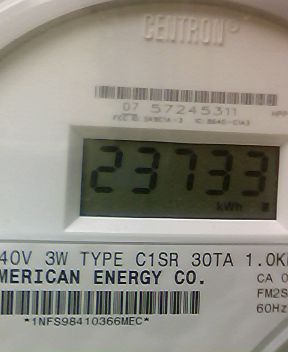 CENTRON®
07 57245311
23733
kWh
40V 3W TYPE C1SR 30TA 1.0K
MERICAN ENERGY CO.
CA 0
FM2S
60Hz
*1NFS98410366MEC*